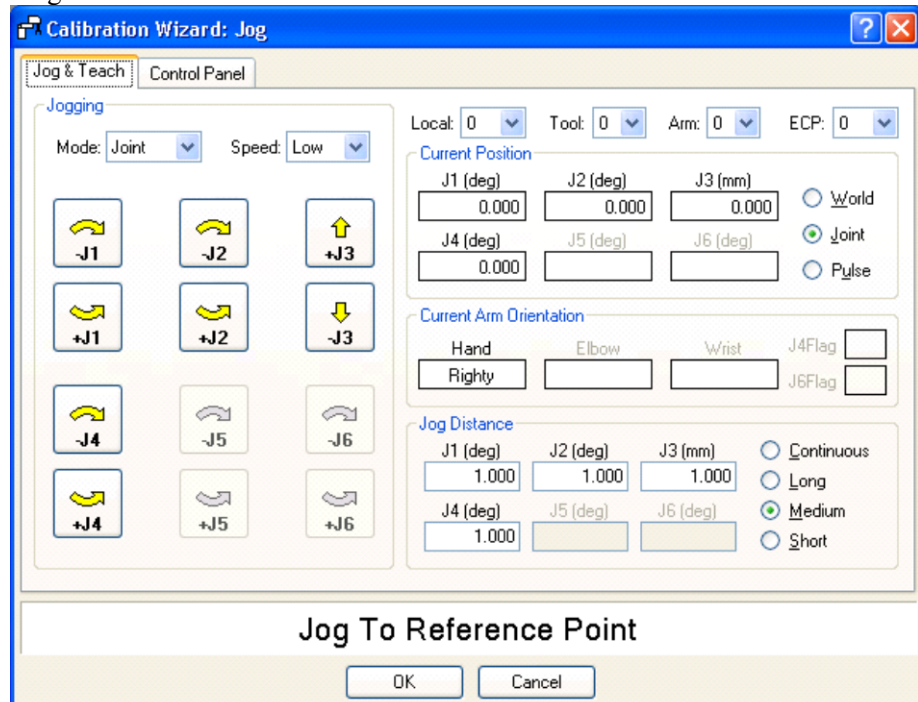 Calibration Wizard: Jog
Jog & Teach Control Panel
Jogging
Mode: Joint Speed: Low
-J1 -J2 +J3
+J1 +J2 -J3
-J4 -J5 -J6
+J4 +J5 +J6
Local: 0 Tool: 0 Arm: 0 ECP: 0
Current Position
J1 (deg) J2 (deg) J3 (mm)
0.000 0.000 0.000
J4 (deg) J5 (deg) J6 (deg)
0.000
World
Joint
Pulse
Current Arm Orientation
Hand Elbow Wrist
Righty
J4Flag
J6Flag
Jog Distance
J1 (deg) J2 (deg) J3 (mm)
1.000 1.000 1.000
J4 (deg) J5 (deg) J6 (deg)
1.000
Continuous
Long
Medium
Short
Jog To Reference Point
OK Cancel